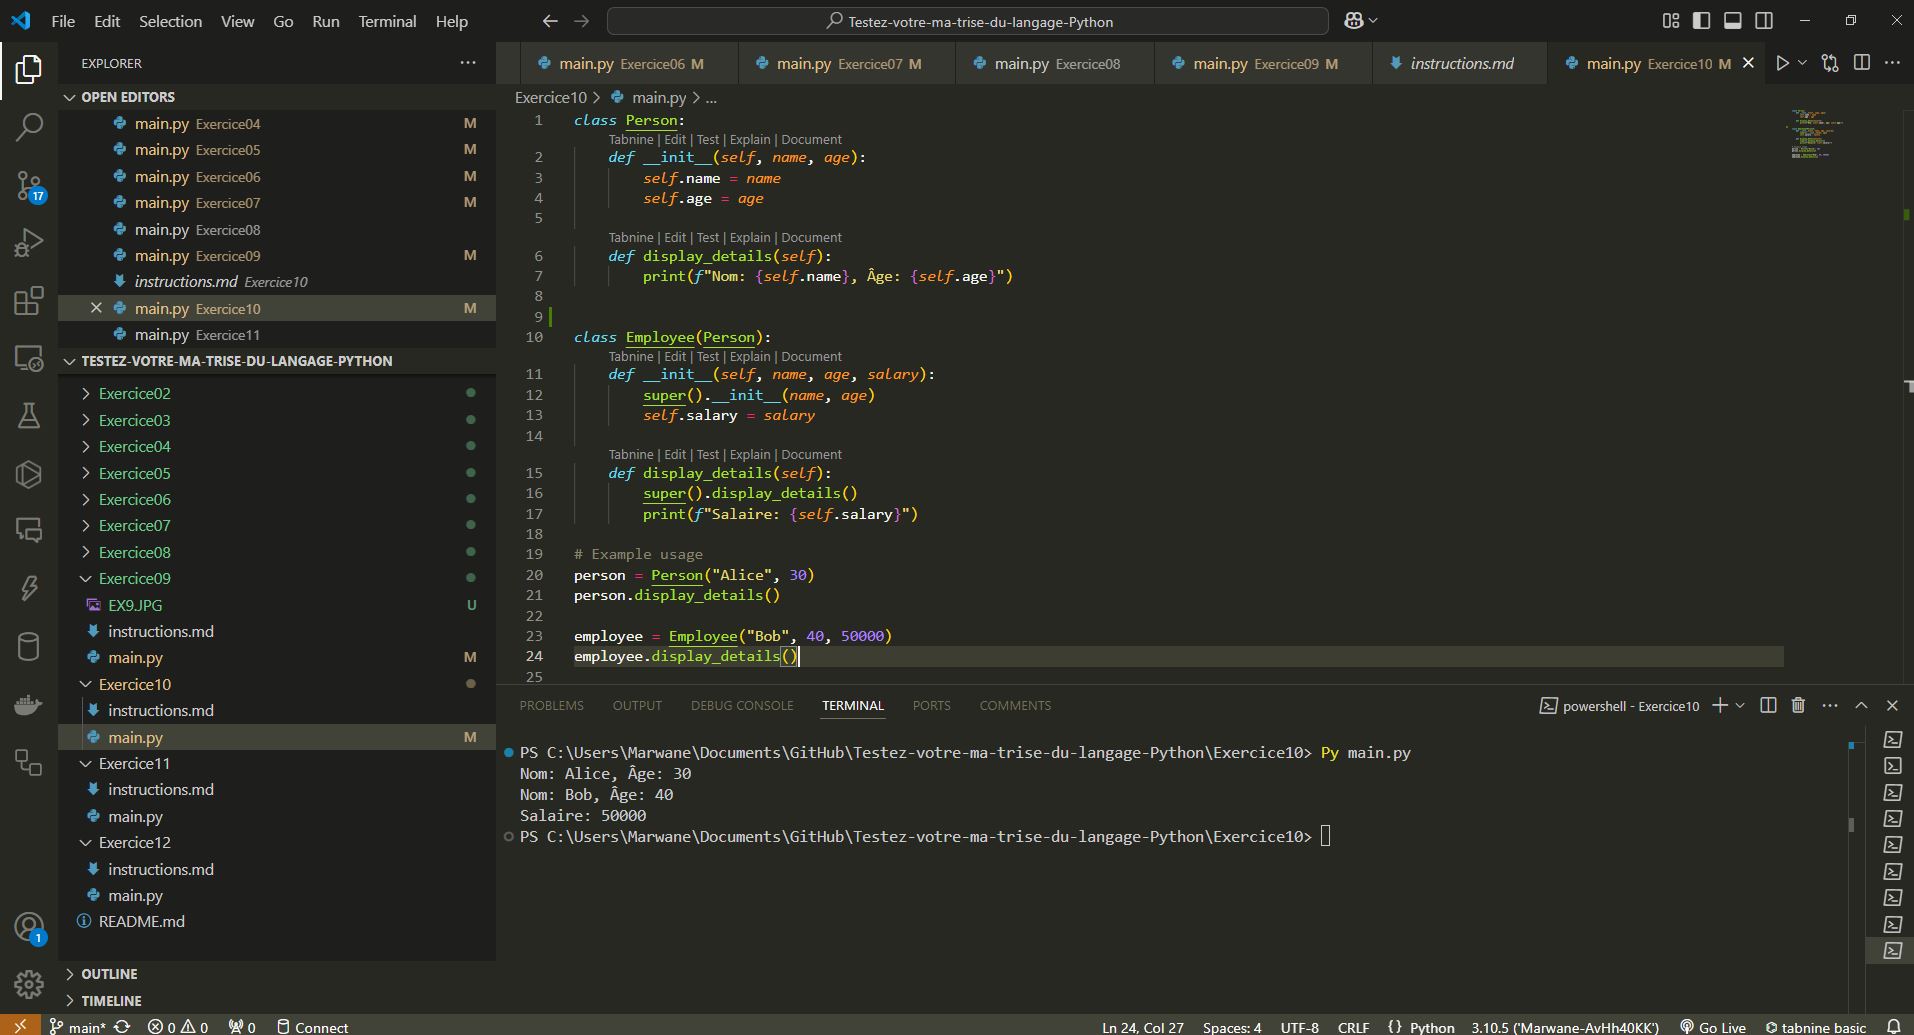 File Edit Selection View Go Run Terminal Help
Testez-votre-ma-trise-du-langage-Python
EXPLORER
OPEN EDITORS
main.py Exercice04 M
main.py Exercice05 M
main.py Exercice06 M
main.py Exercice07 M
main.py Exercice08
main.py Exercice09 M
instructions.md Exercice10
main.py Exercice10 M
main.py Exercice11
TESTEZ-VOTRE-MA-TRISE-DU-LANGAGE-PYTHON
Exercice02
Exercice03
Exercice04
Exercice05
Exercice06
Exercice07
Exercice08
Exercice09
EX9.JPG U
instructions.md
main.py M
Exercice10
instructions.md
main.py M
Exercice11
instructions.md
main.py
Exercice12
instructions.md
main.py
README.md
OUTLINE
TIMELINE
17
1
main.py Exercice06 M main.py Exercice07 M main.py Exercice08 main.py Exercice09 M instructions.md main.py Exercice10 M
Exercice10 > main.py > ...
1 class Person:
Tabnine | Edit | Test | Explain | Document
2 def __init__(self, name, age):
3 self.name = name
4 self.age = age
5
Tabnine | Edit | Test | Explain | Document
6 def display_details(self):
7 print(f"Nom: {self.name}, Âge: {self.age}")
8
9
10 class Employee(Person):
Tabnine | Edit | Test | Explain | Document
11 def __init__(self, name, age, salary):
12 super().__init__(name, age)
13 self.salary = salary
14
Tabnine | Edit | Test | Explain | Document
15 def display_details(self):
16 super().display_details()
17 print(f"Salaire: {self.salary}")
18
19 # Example usage
20 person = Person("Alice", 30)
21 person.display_details()
22
23 employee = Employee("Bob", 40, 50000)
24 employee.display_details()
25
PROBLEMS OUTPUT DEBUG CONSOLE TERMINAL PORTS COMMENTS
powershell - Exercice10
PS C:\Users\Marwane\Documents\GitHub\Testez-votre-ma-trise-du-langage-Python\Exercice10> Py main.py
Nom: Alice, Âge: 30
Nom: Bob, Âge: 40
Salaire: 50000
PS C:\Users\Marwane\Documents\GitHub\Testez-votre-ma-trise-du-langage-Python\Exercice10>
main* 0 0 0 Connect
Ln 24, Col 27 Spaces: 4 UTF-8 CRLF {} Python 3.10.5 ('Marwane-AvHh40KK') Go Live tabnine basic